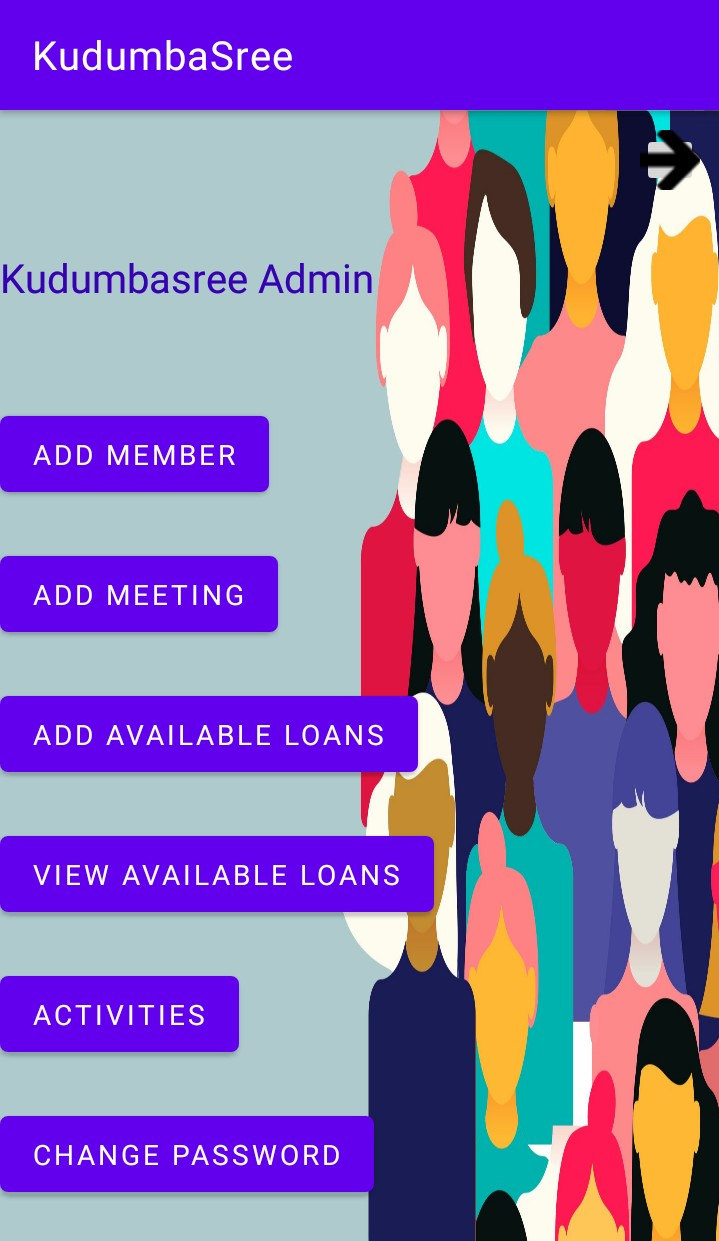 KudumbaSree
Kudumbasree Admin
ADD MEMBER
ADD MEETING
ADD AVAILABLE LOANS
VIEW AVAILABLE LOANS
ACTIVITIES
CHANGE PASSWORD